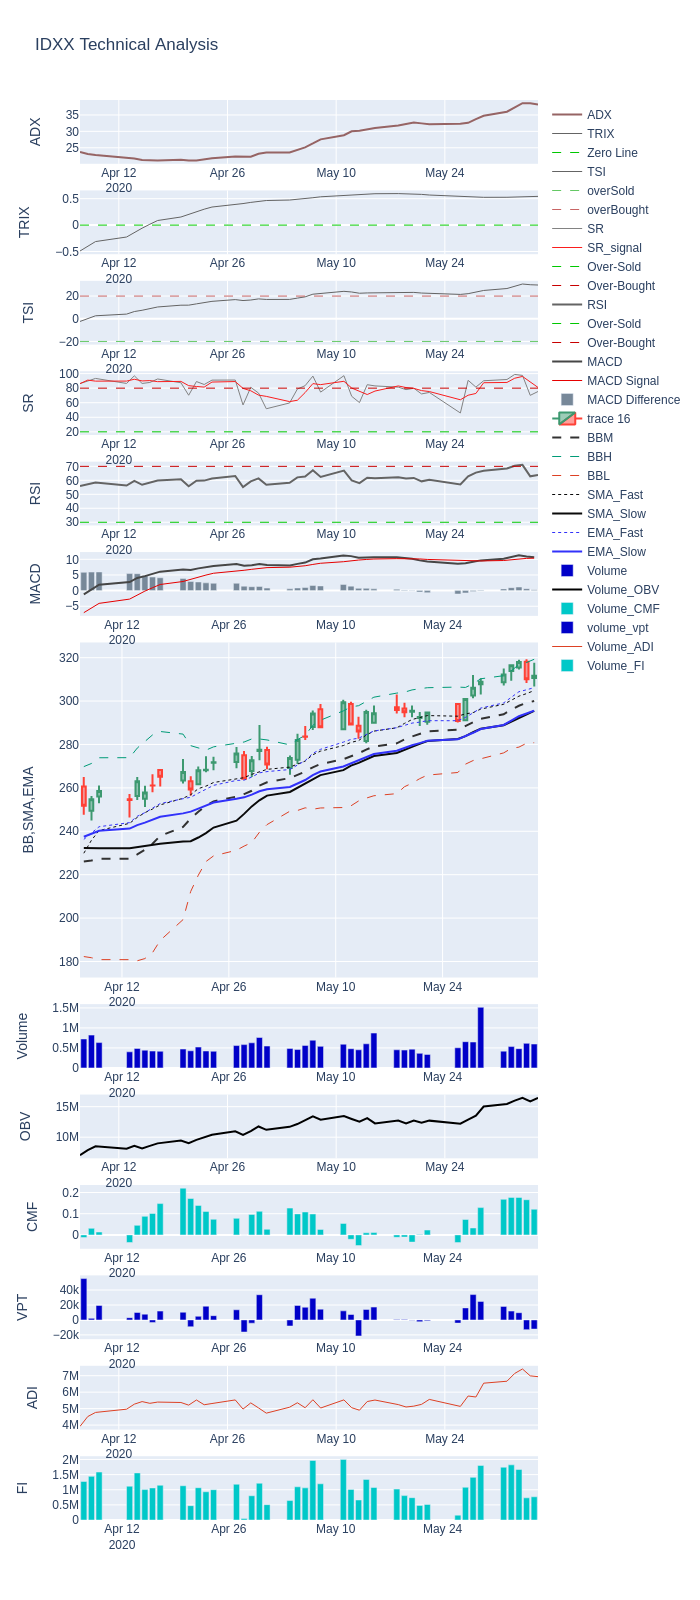 IDXX Technical Analysis
ADX
35
30
25
Apr 12
2020
Apr 26
May 10
May 24
TRIX
0.5
0
−0.5
Apr 12
2020
Apr 26
May 10
May 24
TSI
20
0
−20
Apr 12
2020
Apr 26
May 10
May 24
SR
100
80
60
40
20
Apr 12
2020
Apr 26
May 10
May 24
RSI
70
60
50
40
30
Apr 12
2020
Apr 26
May 10
May 24
MACD
10
5
0
−5
Apr 12
2020
Apr 26
May 10
May 24
BB,SMA,EMA
320
300
280
260
240
220
200
180
Apr 12
2020
Apr 26
May 10
May 24
Volume
1.5M
1M
0.5M
0
Apr 12
2020
Apr 26
May 10
May 24
OBV
15M
10M
Apr 12
2020
Apr 26
May 10
May 24
CMF
0.2
0.1
0
Apr 12
2020
Apr 26
May 10
May 24
VPT
40k
20k
0
−20k
Apr 12
2020
Apr 26
May 10
May 24
ADI
7M
6M
5M
4M
Apr 12
2020
Apr 26
May 10
May 24
FI
2M
1.5M
1M
0.5M
0
Apr 12
2020
Apr 26
May 10
May 24
ADX
TRIX
Zero Line
TSI
overSold
overBought
SR
SR_signal
Over-Sold
Over-Bought
RSI
Over-Sold
Over-Bought
MACD
MACD Signal
MACD Difference
trace 16
BBM
BBH
BBL
SMA_Fast
SMA_Slow
EMA_Fast
EMA_Slow
Volume
Volume_OBV
Volume_CMF
volume_vpt
Volume_ADI
Volume_FI